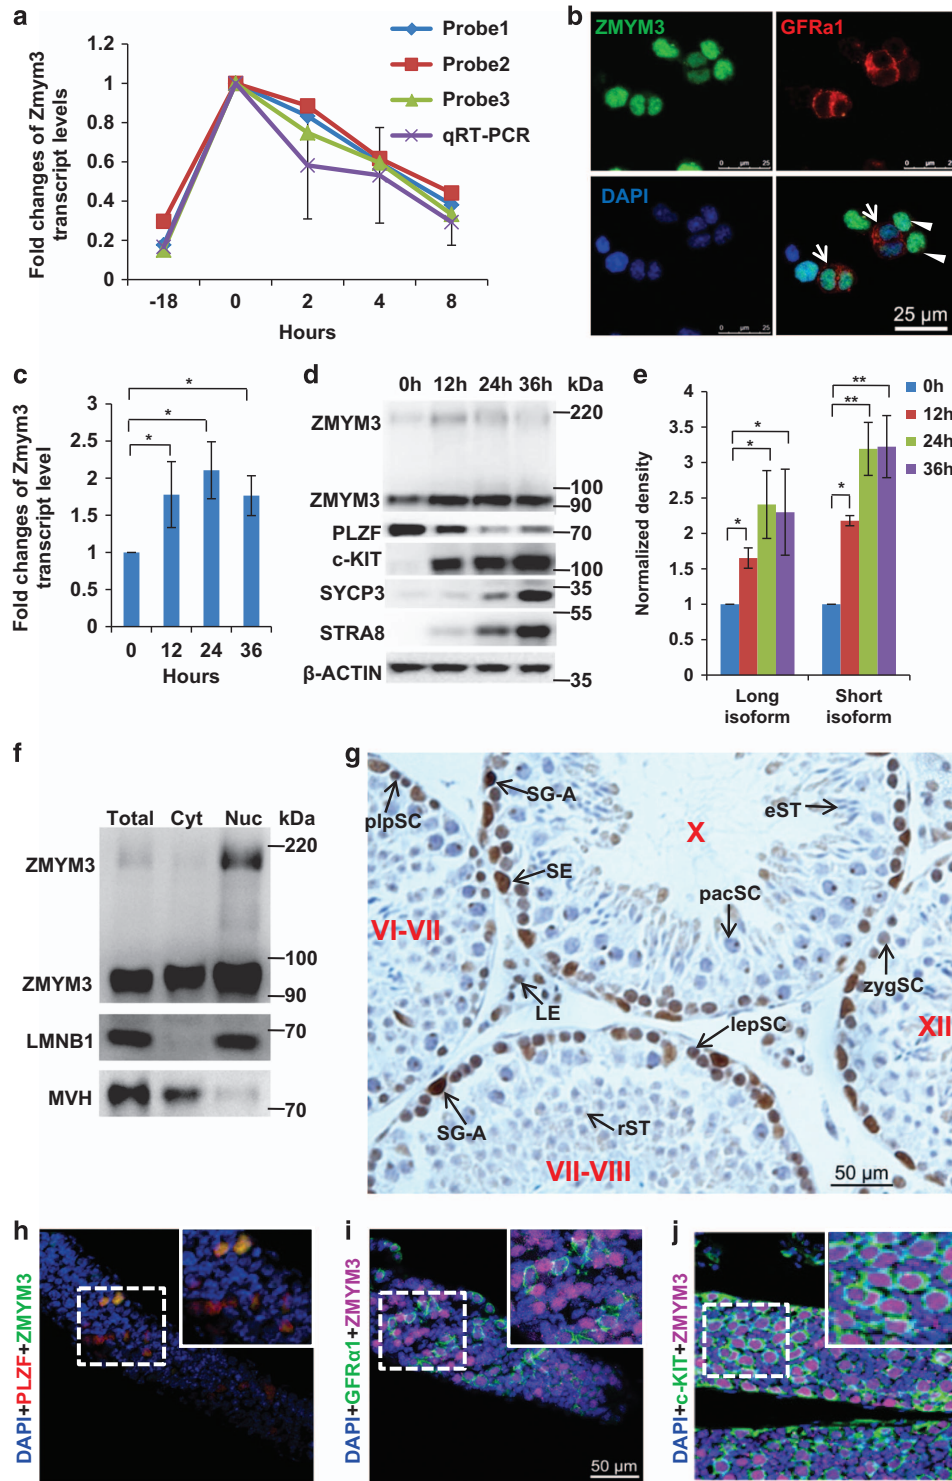 a
Fold changes of Zmym3
transcript levels
1.2
1
0.8
0.6
0.4
0.2
0
-18
0
2
4
8
Hours
Probe1
Probe2
Probe3
qRT-PCR
b
ZMYM3
GFRa1
DAPI
0
25
0
25
0
25
25 µm
c
Fold changes of Zmym3
transcript level
3
2.5
2
1.5
1
0.5
0
*
*
*
0
12
24
36
Hours
d
0h 12h 24h 36h kDa
ZMYM3
220
ZMYM3
100
90
PLZF
70
c-KIT
100
SYCP3
35
55
STRA8
β-ACTIN
35
e
Normalized density
4
3.5
3
2.5
2
1.5
1
0.5
0
*
*
*
*
**
**
0h
12h
24h
36h
Long
isoform
Short
isoform
f
Total Cyt Nuc kDa
ZMYM3
220
ZMYM3
100
90
LMNB1
70
MVH
70
g
plpSC
SG-A
X
eST
SE
pacSC
VI-VII
zygSC
LE
lepSC
XII
SG-A
rST
VII-VIII
50 µm
h
DAPI+PLZF+ZMYM3
i
DAPI+GFRα1+ZMYM3
50 µm
j
DAPI+c-KIT+ZMYM3